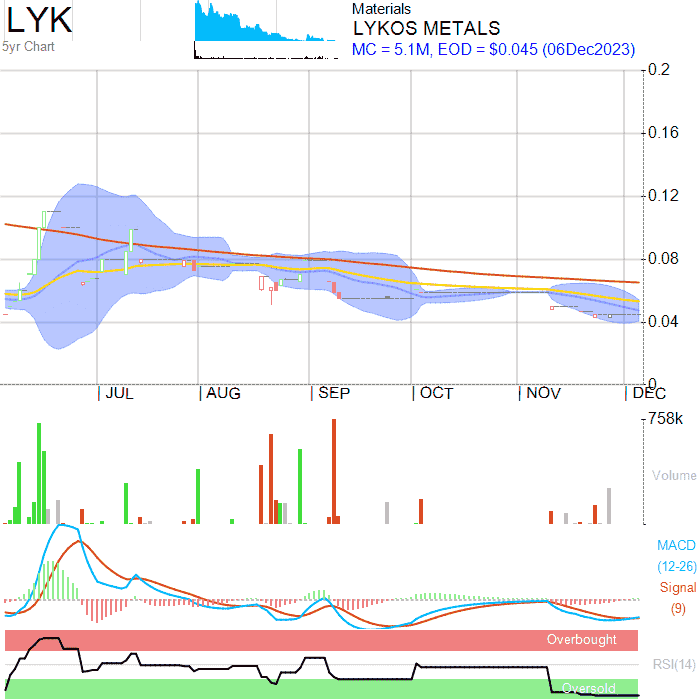 LYK
5yr Chart
Materials
LYKOS METALS
MC = 5.1M, EOD = $0.045 (06Dec2023)
0.2
0.16
0.12
0.08
0.04
0
JUL AUG SEP OCT NOV DEC
758k
Volume
MACD
(12-26)
Signal
(9)
Overbought
RSI(14)
Oversold